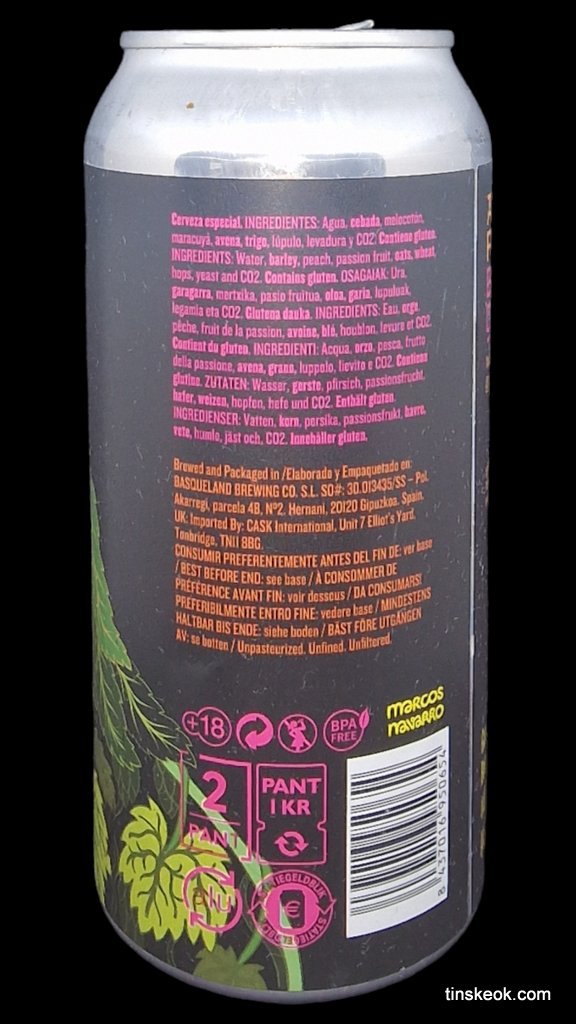 Cerveza especial. INGREDIENTES: Agua, cebada, melocotón,
maracuyá, avena, trigo, lúpulo, levadura y CO2. Contiene gluten.
INGREDIENTS: Water, barley, peach, passion fruit, oats, wheat,
hops, yeast and CO2. Contains gluten. OSAGAIAK: Ura,
garagarra, mertxika, pasio fruitua, oloa, garia, lupuluak,
legamia eta CO2. Glutena dauka. INGREDIENTS: Eau, orge,
pêche, fruit de la passion, avoine, blé, houblon, levure et CO2.
Contient du gluten. INGREDIENTI: Acqua, orzo, pesca, frutto
della passione, avena, grano, luppolo, lievito e CO2. Contiene
glutine. ZUTATEN: Wasser, gerste, pfirsich, passionsfrucht,
hafer, weizen, hopfen, hefe und CO2. Enthält gluten.
INGREDIENSER: Vatten, korn, persika, passionsfrukt, havre,
vete, humle, jäst och, CO2. Innehåller gluten.
Brewed and Packaged in /Elaborado y Empaquetado en:
BASQUELAND BREWING CO. S.L. SO#: 30.013435/SS – Pol.
Akarregi, parcela 4B, Nº2. Hernani, 20120 Gipuzkoa. Spain.
UK: Imported By: CASK International, Unit 7 Elliot's Yard,
Tonbridge, TN11 8BG.
CONSUMIR PREFERENTEMENTE ANTES DEL FIN DE: ver base
/ BEST BEFORE END: see base / À CONSOMMER DE
PRÉFÉRENCE AVANT FIN: voir dessous / DA CONSUMARSI
PREFERIBILMENTE ENTRO FINE: vedere base / MINDESTENS
HALTBAR BIS ENDE: siehe boden / BÄST FÖRE UTGÅNGEN
AV: se botten / Unpasteurized. Unfined. Unfiltered.
+18
BPA
FREE
marcos
navarro
2
PANT
PANT
1 KR
alu
STATIEGELDBLIK
STATIEGELDBLIK
€
8 437016 950654
tinskeok.com